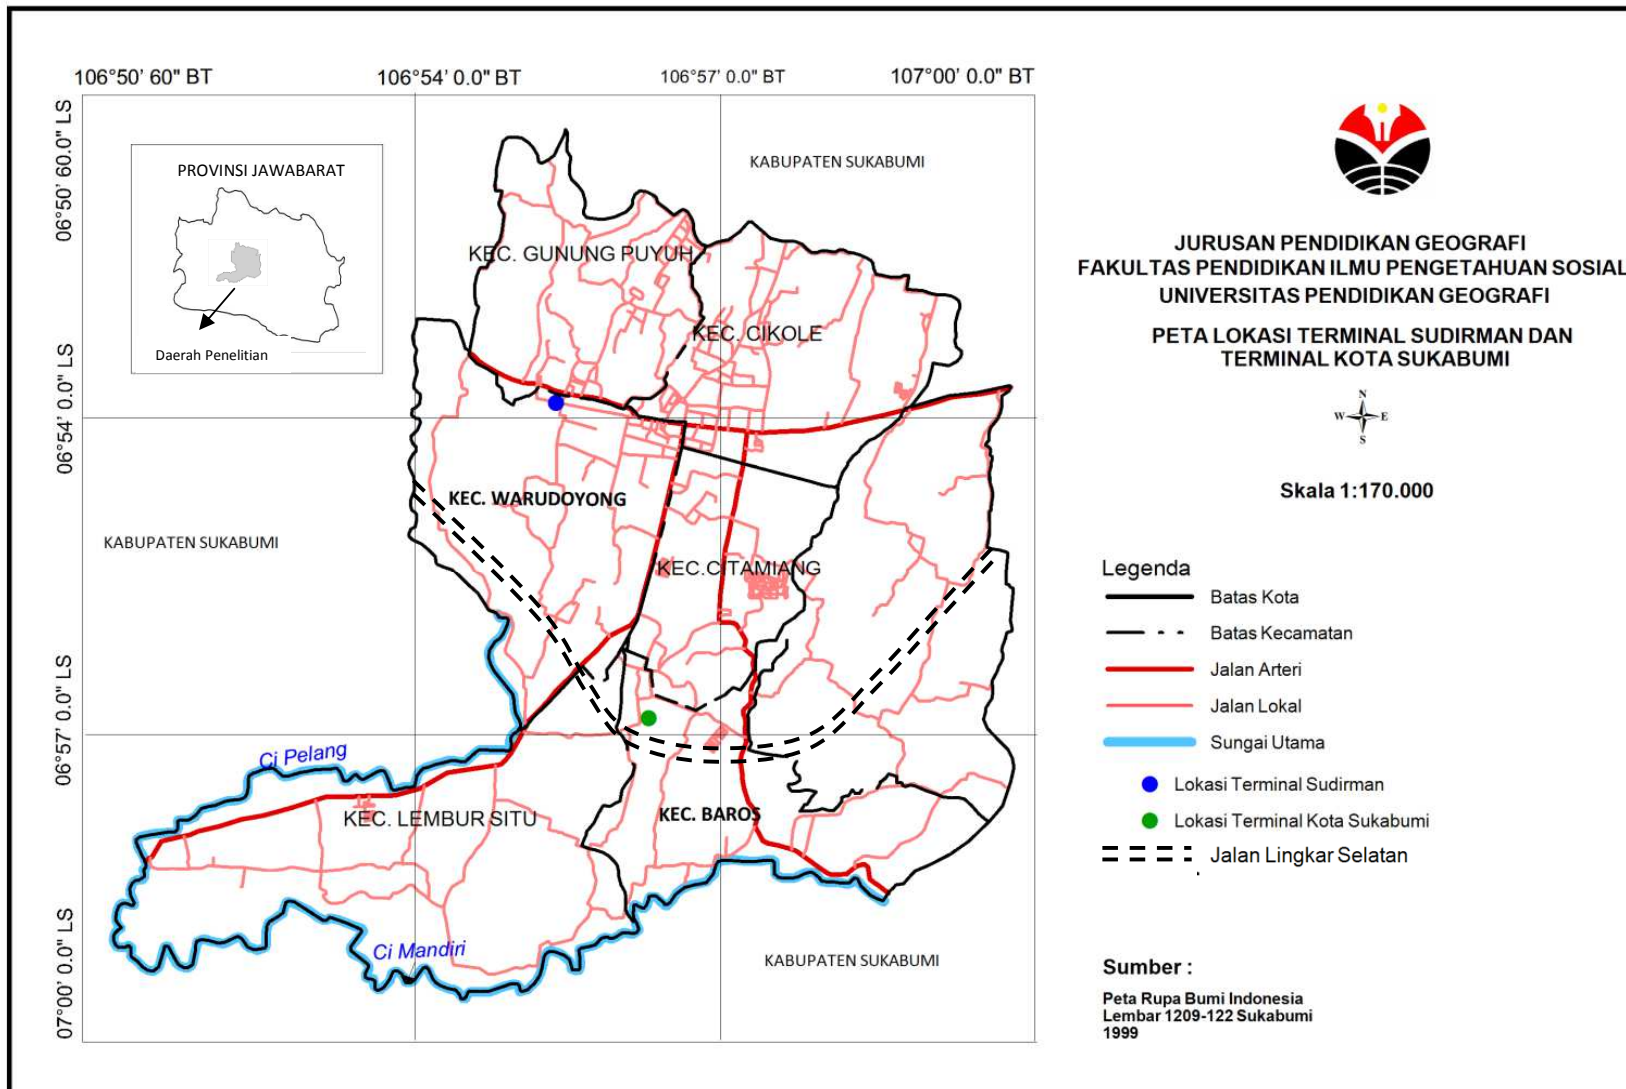 106°50' 60" BT
106°54' 0.0" BT
106°57' 0.0" BT
107°00' 0.0" BT
06°50' 60.0" LS
06°54' 0.0" LS
06°57' 0.0" LS
07°00' 0.0" LS
PROVINSI JAWABARAT
Daerah Penelitian
KABUPATEN SUKABUMI
KEC. GUNUNG PUYUH
KEC. CIKOLE
KEC. WARUDOYONG
KABUPATEN SUKABUMI
KEC.CITAMIANG
Ci Pelang
KEC. LEMBUR SITU
KEC. BAROS
Ci Mandiri
KABUPATEN SUKABUMI
JURUSAN PENDIDIKAN GEOGRAFI
FAKULTAS PENDIDIKAN ILMU PENGETAHUAN SOSIAL
UNIVERSITAS PENDIDIKAN GEOGRAFI
PETA LOKASI TERMINAL SUDIRMAN DAN
TERMINAL KOTA SUKABUMI
N
W E
S
Skala 1:170.000
Legenda
Batas Kota
Batas Kecamatan
Jalan Arteri
Jalan Lokal
Sungai Utama
Lokasi Terminal Sudirman
Lokasi Terminal Kota Sukabumi
Jalan Lingkar Selatan
Sumber :
Peta Rupa Bumi Indonesia
Lembar 1209-122 Sukabumi
1999